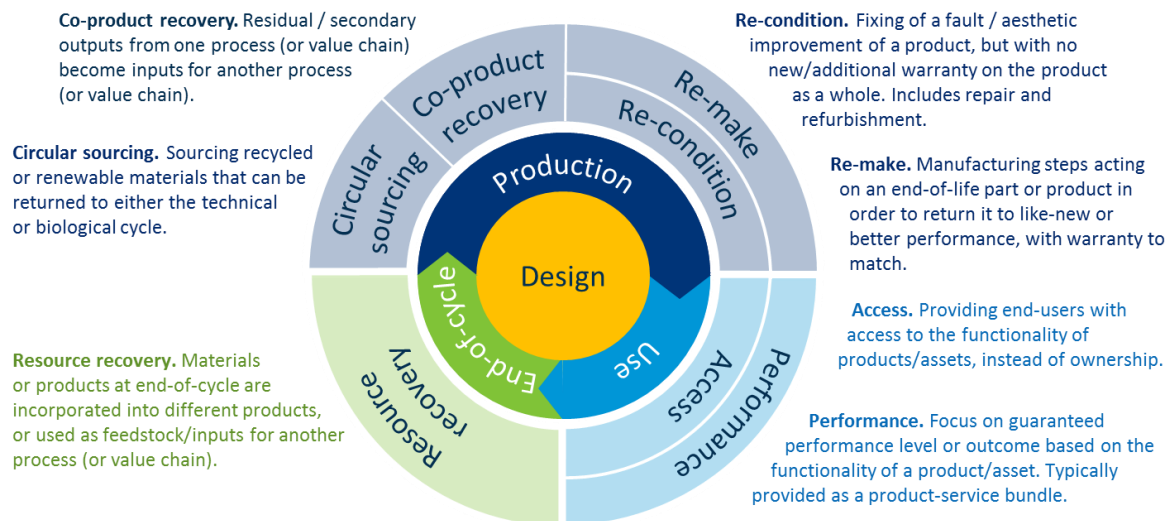 Co-product recovery. Residual / secondary
outputs from one process (or value chain)
become inputs for another process
(or value chain).
Circular sourcing. Sourcing recycled
or renewable materials that can be
returned to either the technical
or biological cycle.
Resource recovery. Materials
or products at end-of-cycle are
incorporated into different products,
or used as feedstock/inputs for another
process (or value chain).
Circular
sourcing
Co-product
recovery
Re-make
Re-condition
Production
Design
End-of-cycle
Use
Resource
recovery
Access
Performance
Re-condition. Fixing of a fault / aesthetic
improvement of a product, but with no
new/additional warranty on the product
as a whole. Includes repair and
refurbishment.
Re-make. Manufacturing steps acting
on an end-of-life part or product in
order to return it to like-new or
better performance, with warranty to
match.
Access. Providing end-users with
access to the functionality of
products/assets, instead of ownership.
Performance. Focus on guaranteed
performance level or outcome based on the
functionality of a product/asset. Typically
provided as a product-service bundle.